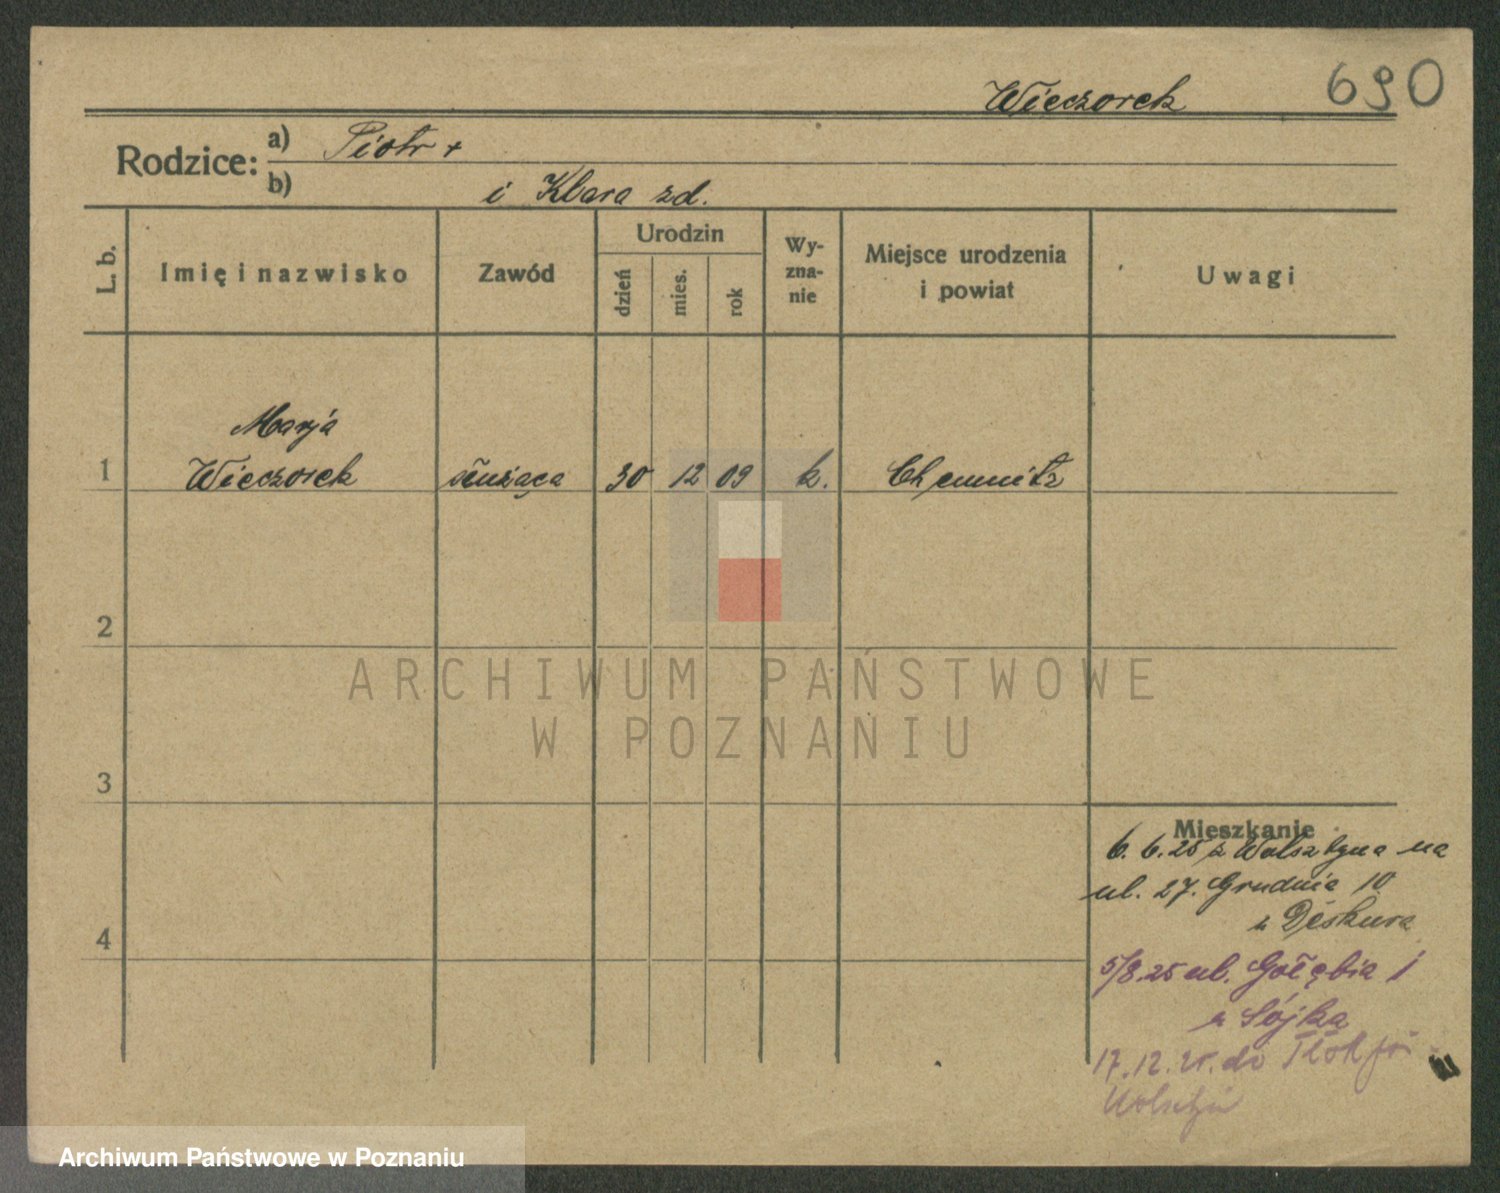 Wieczorek 690
Rodzice: a) Piotr +
b) i Klara zd.
L. b.
Imię i nazwisko
Zawód
Urodzin
dzień
mies.
rok
Wy-
zna-
nie
Miejsce urodzenia
i powiat
Uwagi
Marja
1 Wieczorek służąca 30 12 09 k. Chemnitz
2
3
4
Mieszkanie
6.6.25 z Wolsztyna na
ul. 27. Grudnia 10
u Diskura
5/8.25 ul. Gołębia 1
u Sójka
17.12.25. do Tłok
ARCHIWUM PAŃSTWOWE
W POZNANIU
Archiwum Państwowe w Poznaniu